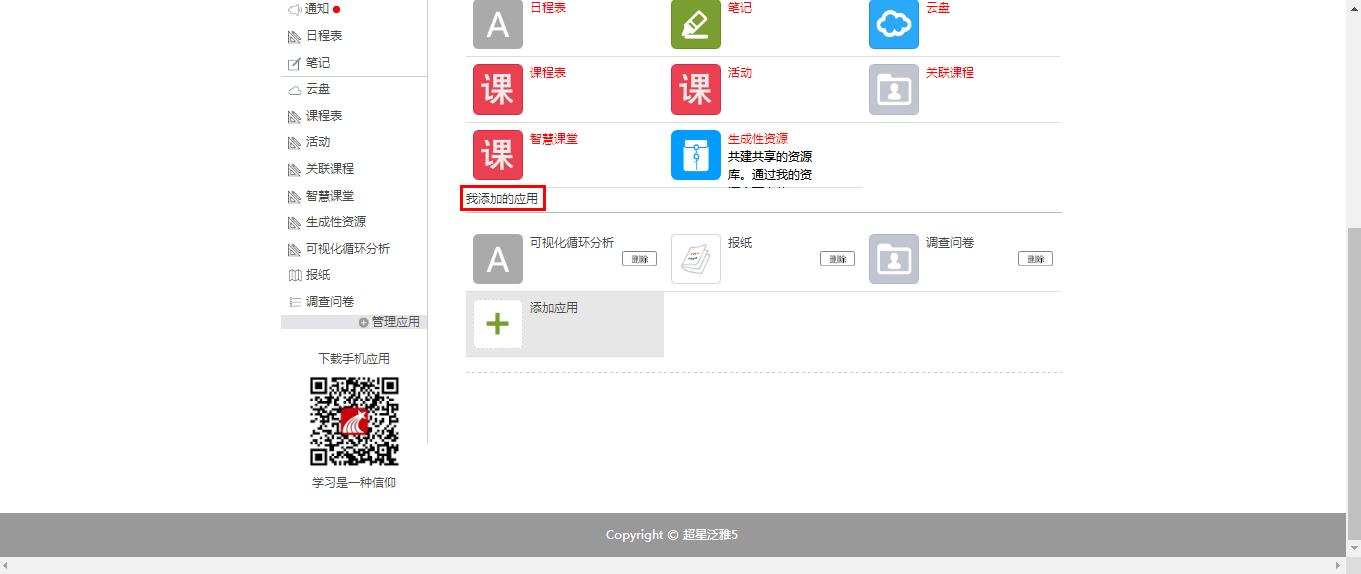 通知
日程表
笔记
云盘
课程表
活动
关联课程
智慧课堂
生成性资源
可视化循环分析
报纸
调查问卷
管理应用
下载手机应用
学习是一种信仰
A 日程表
笔记
云盘
课 课程表
课 活动
关联课程
课 智慧课堂
生成性资源
共建共享的资源
库。通过我的资
我添加的应用
A 可视化循环分析
删除
报纸
删除
调查问卷
删除
添加应用
Copyright © 超星泛雅5